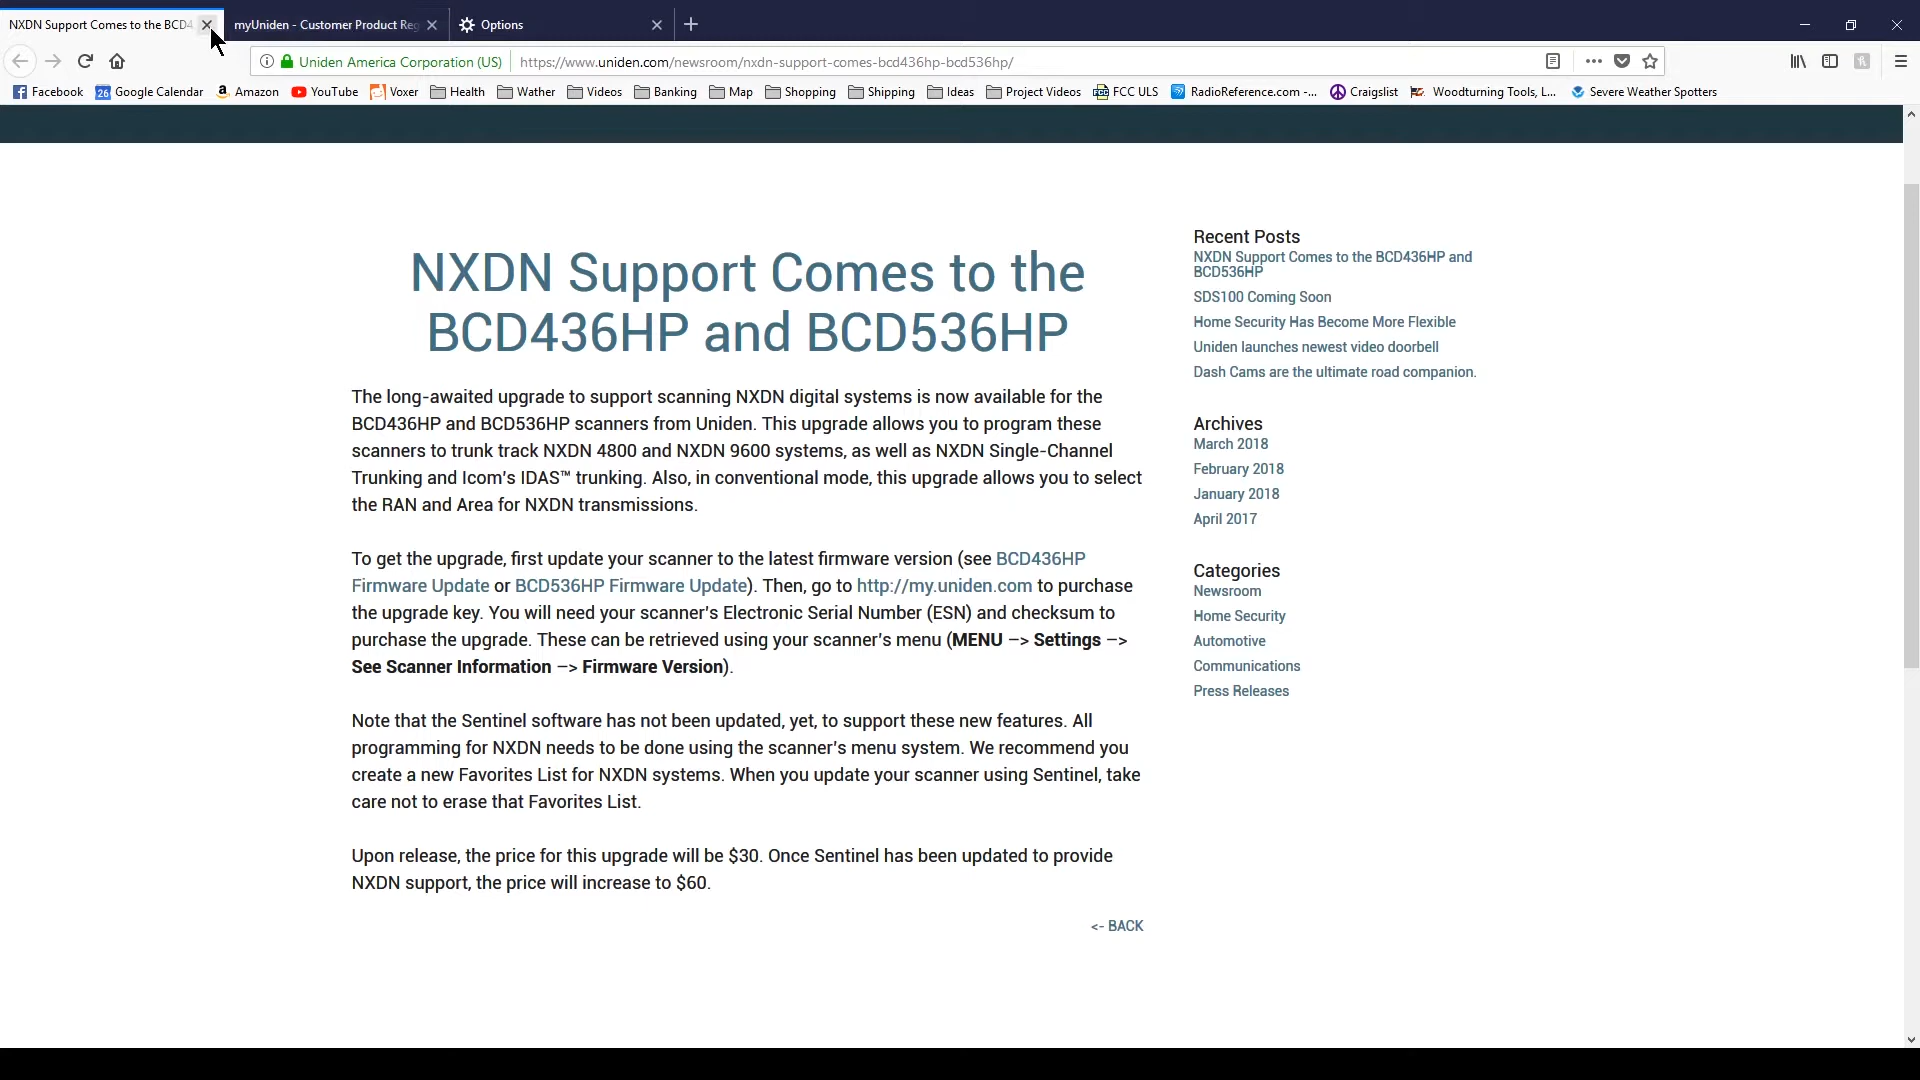 NXDN Support Comes to the BCD4
myUniden - Customer Product Reg
Options
Uniden America Corporation (US)
https://www.uniden.com/newsroom/nxdn-support-comes-bcd436hp-bcd536hp/
Facebook
26 Google Calendar
Amazon
YouTube
Voxer
Health
Wather
Videos
Banking
Map
Shopping
Shipping
Ideas
Project Videos
FCC ULS
RadioReference.com -...
Craigslist
Woodturning Tools, L...
Severe Weather Spotters
NXDN Support Comes to the
BCD436HP and BCD536HP
The long-awaited upgrade to support scanning NXDN digital systems is now available for the
BCD436HP and BCD536HP scanners from Uniden. This upgrade allows you to program these
scanners to trunk track NXDN 4800 and NXDN 9600 systems, as well as NXDN Single-Channel
Trunking and Icom's IDAS™ trunking. Also, in conventional mode, this upgrade allows you to select
the RAN and Area for NXDN transmissions.
To get the upgrade, first update your scanner to the latest firmware version (see BCD436HP
Firmware Update or BCD536HP Firmware Update). Then, go to http://my.uniden.com to purchase
the upgrade key. You will need your scanner's Electronic Serial Number (ESN) and checksum to
purchase the upgrade. These can be retrieved using your scanner's menu (MENU –> Settings –>
See Scanner Information –> Firmware Version).
Note that the Sentinel software has not been updated, yet, to support these new features. All
programming for NXDN needs to be done using the scanner's menu system. We recommend you
create a new Favorites List for NXDN systems. When you update your scanner using Sentinel, take
care not to erase that Favorites List.
Upon release, the price for this upgrade will be $30. Once Sentinel has been updated to provide
NXDN support, the price will increase to $60.
<- BACK
Recent Posts
NXDN Support Comes to the BCD436HP and
BCD536HP
SDS100 Coming Soon
Home Security Has Become More Flexible
Uniden launches newest video doorbell
Dash Cams are the ultimate road companion.
Archives
March 2018
February 2018
January 2018
April 2017
Categories
Newsroom
Home Security
Automotive
Communications
Press Releases